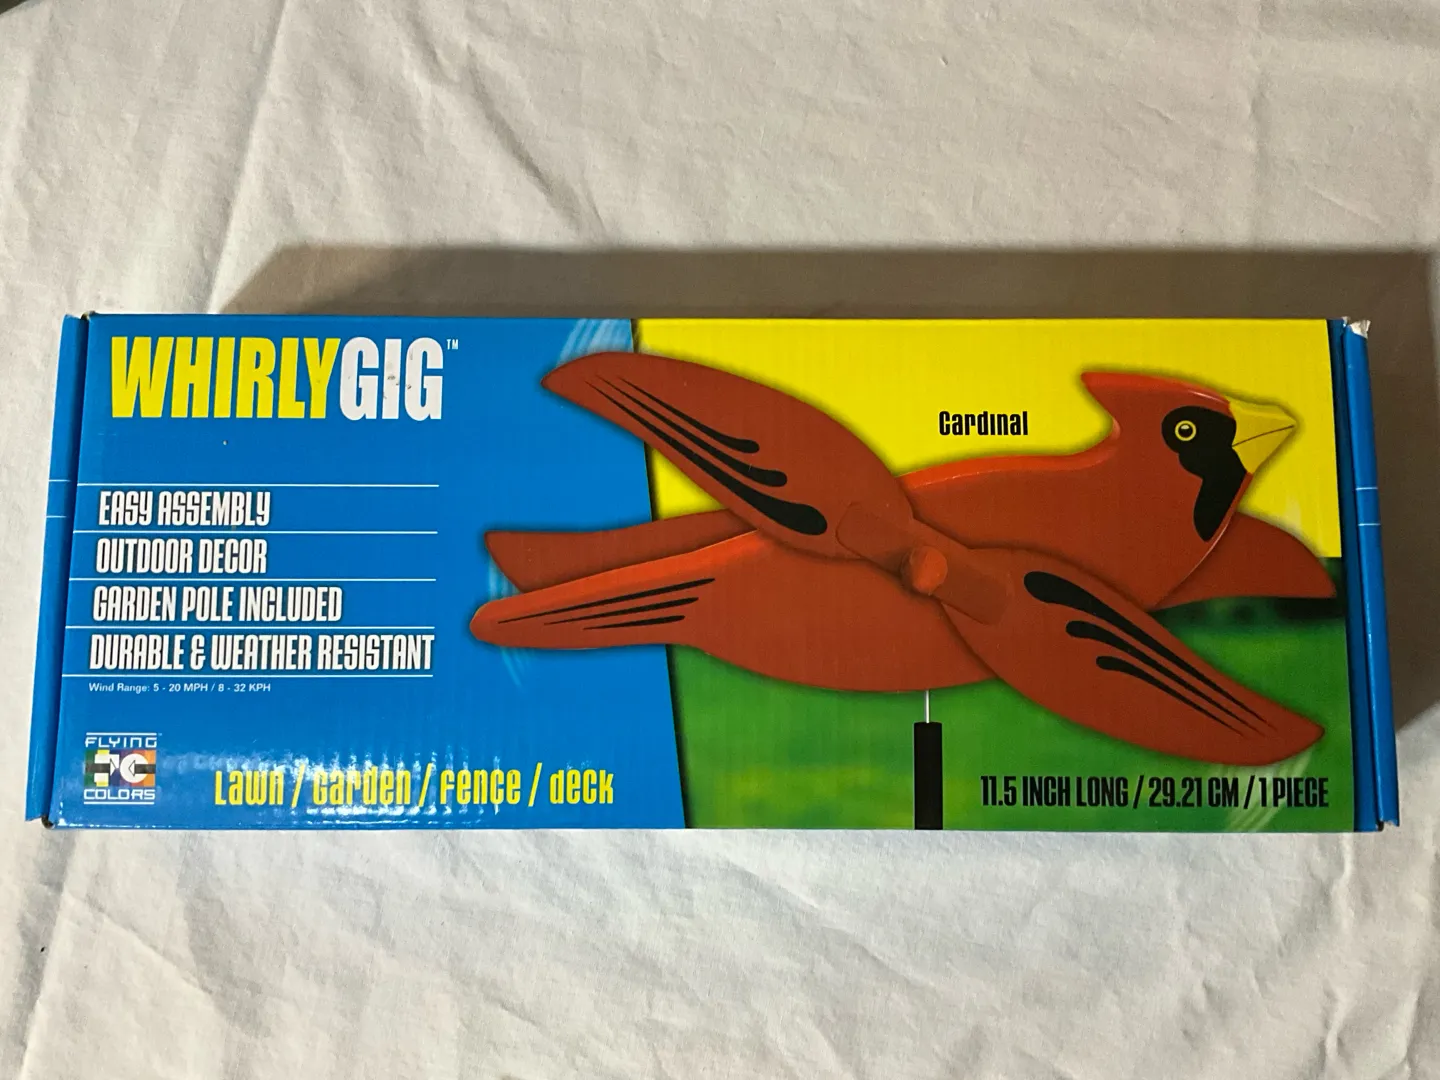 WHIRLYGIG™
Cardinal
EASY ASSEMBLY
OUTDOOR DECOR
GARDEN POLE INCLUDED
DURABLE & WEATHER RESISTANT
Wind Range: 5 - 20 MPH / 8 - 32 KPH
FLYING
FC
COLORS
Lawn / Garden / fence / deck
11.5 INCH LONG / 29.21 CM / 1 PIECE